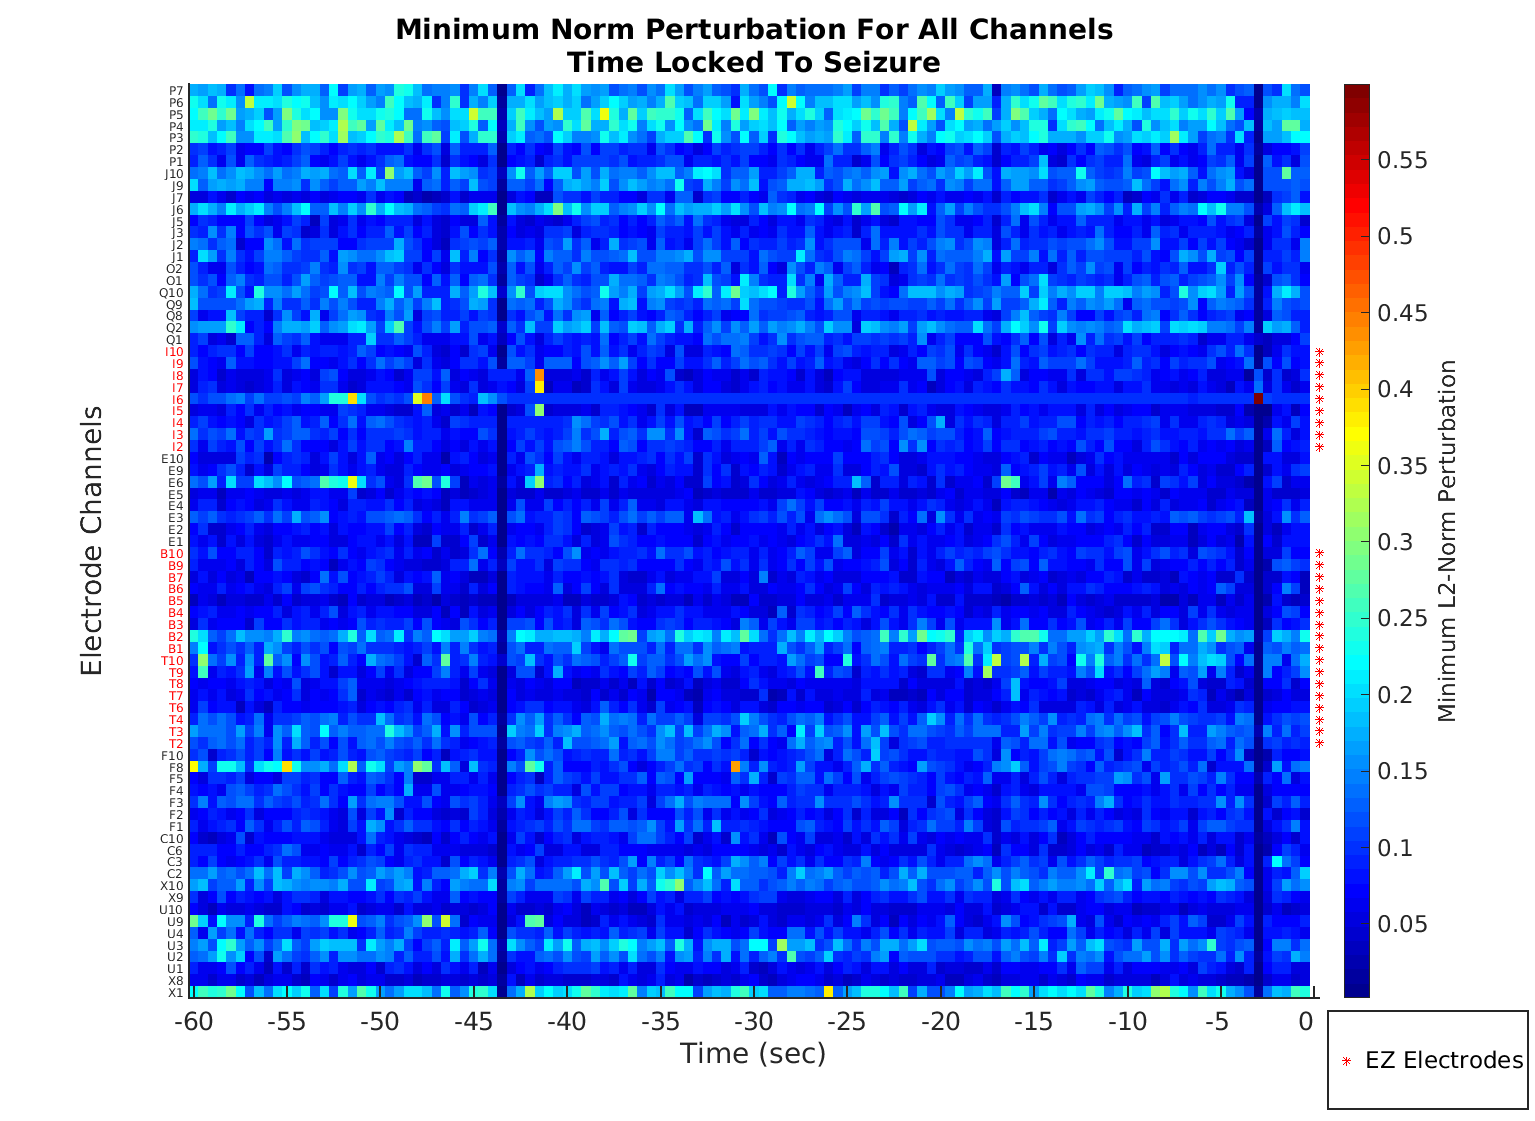 Minimum Norm Perturbation For All Channels
Time Locked To Seizure
Electrode Channels
P7
P6
P5
P4
P3
P2
P1
J10
J9
J7
J6
J5
J3
J2
J1
O2
O1
Q10
Q9
Q8
Q2
Q1
I10
I9
I8
I7
I6
I5
I4
I3
I2
E10
E9
E6
E5
E4
E3
E2
E1
B10
B9
B7
B6
B5
B4
B3
B2
B1
T10
T9
T8
T7
T6
T4
T3
T2
F10
F8
F5
F4
F3
F2
F1
C10
C6
C3
C2
X10
X9
U10
U9
U4
U3
U2
U1
X8
X1
-60 -55 -50 -45 -40 -35 -30 -25 -20 -15 -10 -5 0
Time (sec)
0.55
0.5
0.45
0.4
0.35
0.3
0.25
0.2
0.15
0.1
0.05
Minimum L2-Norm Perturbation
* EZ Electrodes